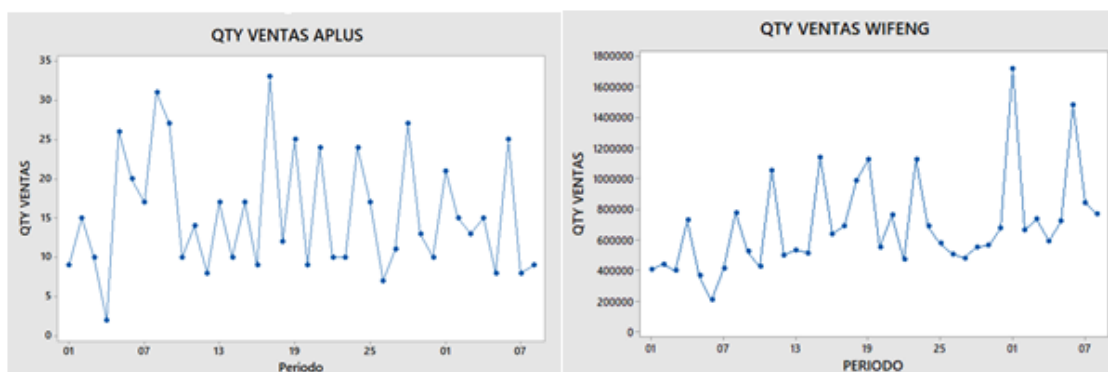 QTY VENTAS APLUS
35
30
25
20
15
10
5
0
QTY VENTAS
01 07 13 19 25 01 07
Periodo
QTY VENTAS WIFENG
1800000
1600000
1400000
1200000
1000000
800000
600000
400000
200000
0
QTY VENTAS
01 07 13 19 25 01 07
PERIODO